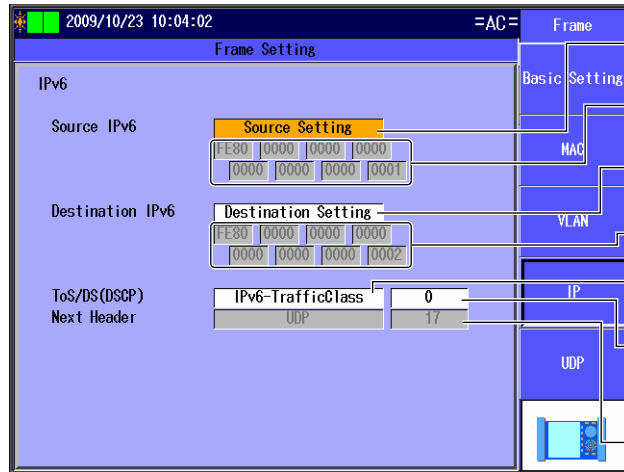 2009/10/23 10:04:02 =AC= Frame
Frame Setting
IPv6
Basic Setting
Source IPv6 Source Setting
FE80 0000 0000 0000
0000 0000 0000 0001
MAC
Destination IPv6 Destination Setting
FE80 0000 0000 0000
0000 0000 0000 0002
VLAN
ToS/DS(DSCP) IPv6-TrafficClass 0
IP
Next Header UDP 17
UDP